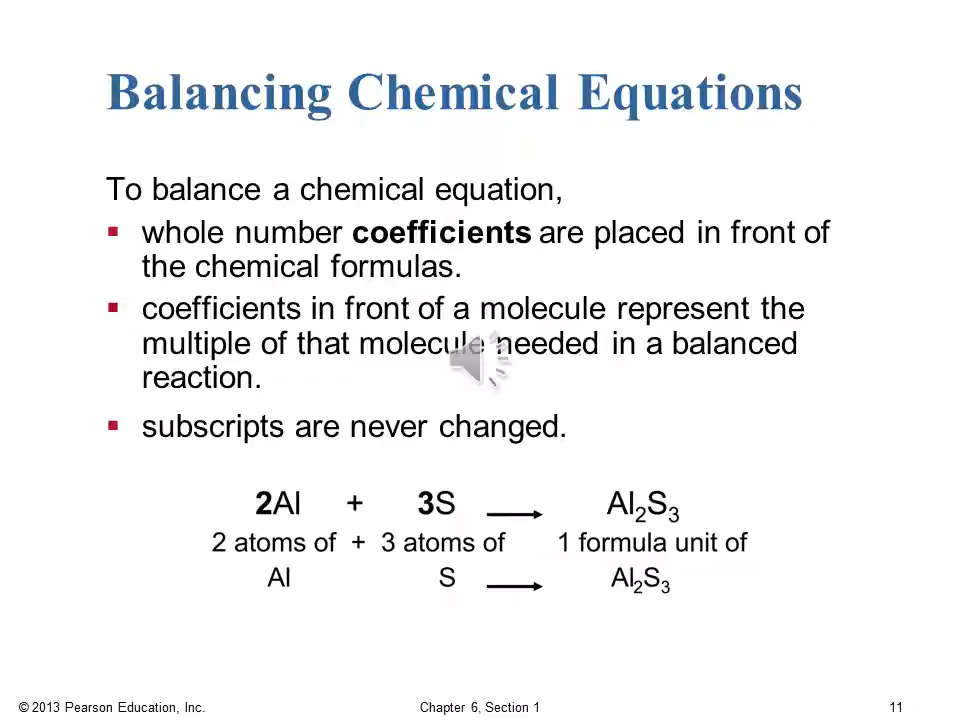 Balancing Chemical Equations
To balance a chemical equation,
▪ whole number coefficients are placed in front of
the chemical formulas.
▪ coefficients in front of a molecule represent the
multiple of that molecule needed in a balanced
reaction.
▪ subscripts are never changed.
2Al + 3S → Al₂S₃
2 atoms of + 3 atoms of 1 formula unit of
Al S → Al₂S₃
© 2013 Pearson Education, Inc. Chapter 6, Section 1 11